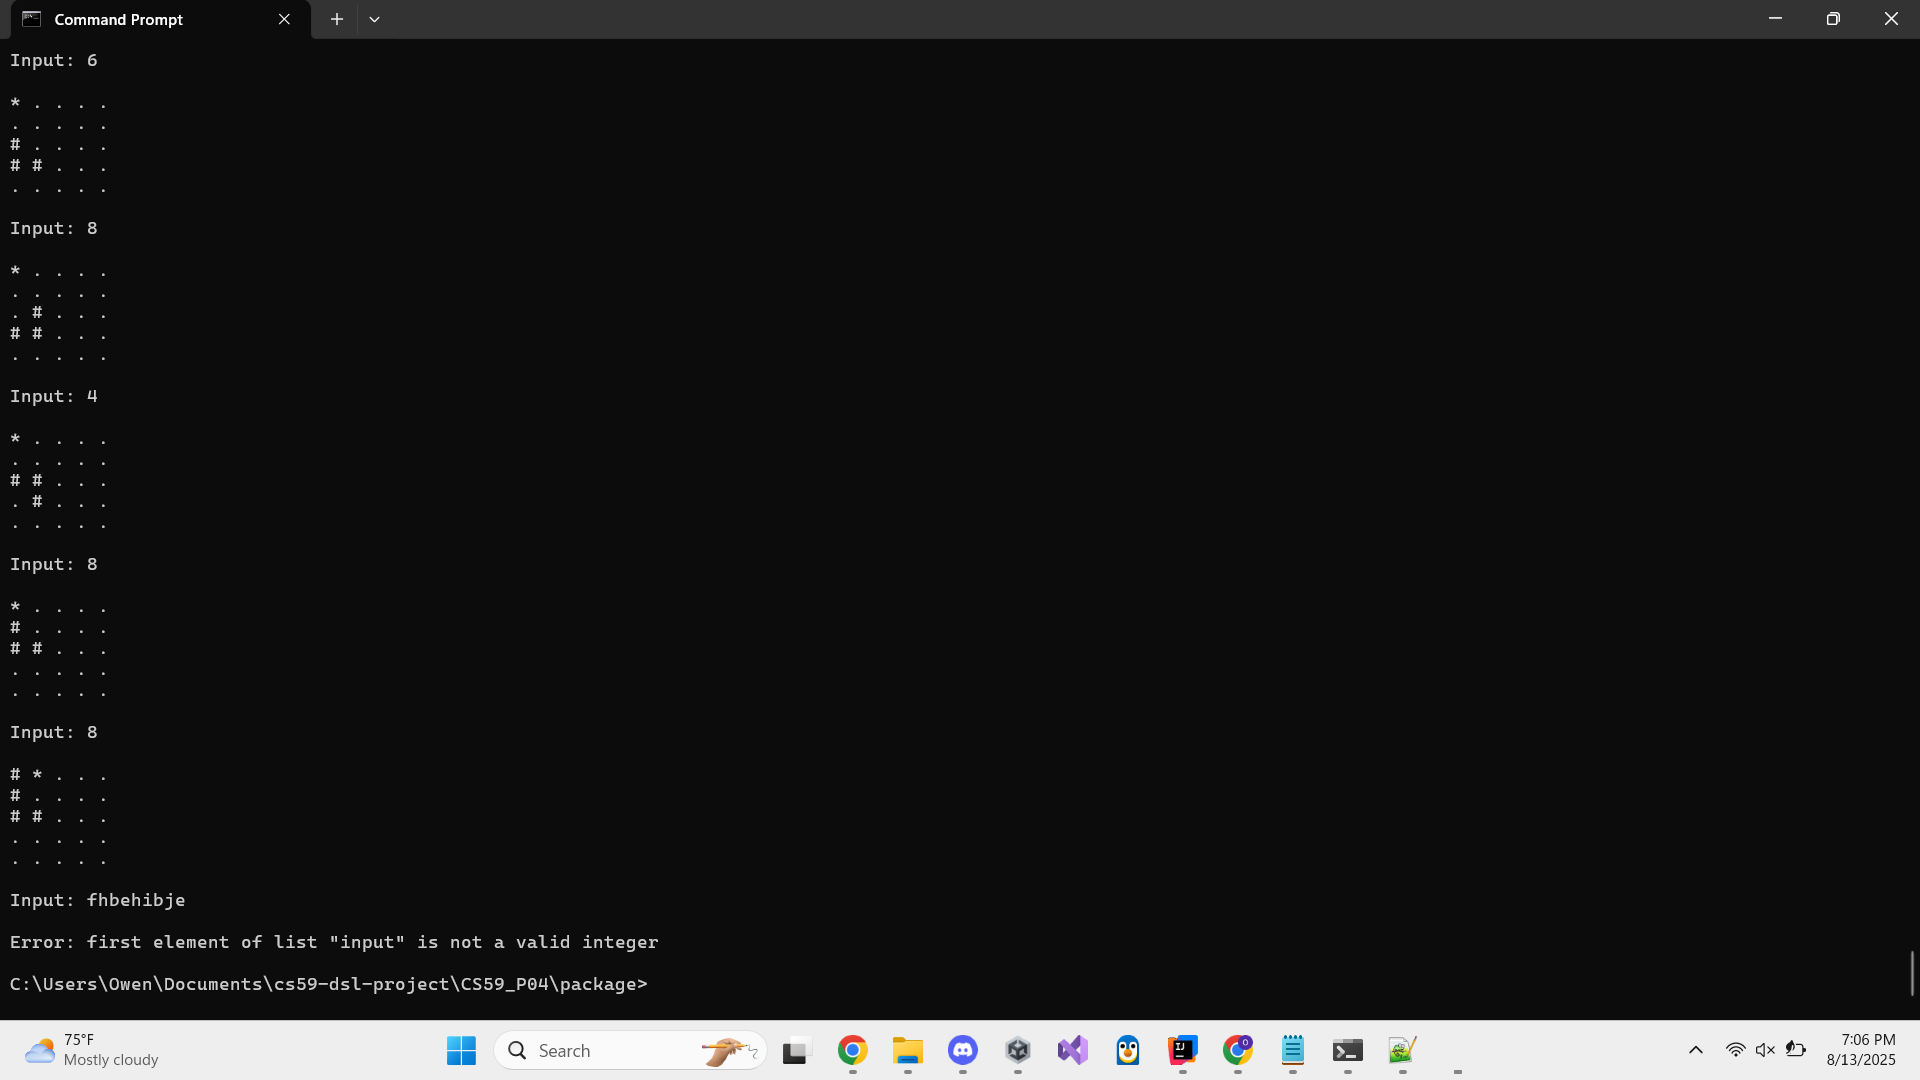 Command Prompt
Input: 6
* . . . .
. . . . .
# . . . .
# # . . .
. . . . .
Input: 8
* . . . .
. . . . .
. # . . .
# # . . .
. . . . .
Input: 4
* . . . .
. . . . .
# # . . .
. # . . .
. . . . .
Input: 8
* . . . .
# . . . .
# # . . .
. . . . .
. . . . .
Input: 8
# * . . .
# . . . .
# # . . .
. . . . .
. . . . .
Input: fhbehibje
Error: first element of list "input" is not a valid integer
C:\Users\Owen\Documents\cs59-dsl-project\CS59_P04\package>
75°F
Mostly cloudy
Search
7:06 PM
8/13/2025